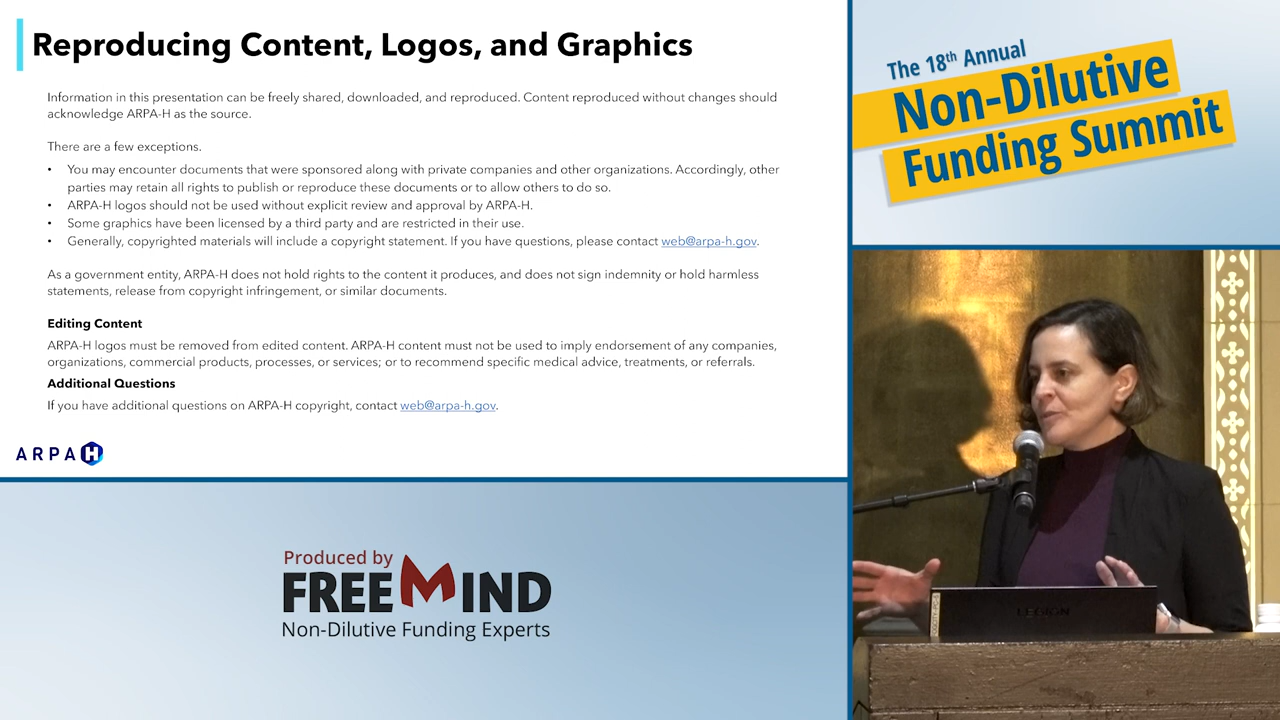 Reproducing Content, Logos, and Graphics
Information in this presentation can be freely shared, downloaded, and reproduced. Content reproduced without changes should
acknowledge ARPA-H as the source.
There are a few exceptions.
• You may encounter documents that were sponsored along with private companies and other organizations. Accordingly, other
parties may retain all rights to publish or reproduce these documents or to allow others to do so.
• ARPA-H logos should not be used without explicit review and approval by ARPA-H.
• Some graphics have been licensed by a third party and are restricted in their use.
• Generally, copyrighted materials will include a copyright statement. If you have questions, please contact web@arpa-h.gov.
As a government entity, ARPA-H does not hold rights to the content it produces, and does not sign indemnity or hold harmless
statements, release from copyright infringement, or similar documents.
Editing Content
ARPA-H logos must be removed from edited content. ARPA-H content must not be used to imply endorsement of any companies,
organizations, commercial products, processes, or services; or to recommend specific medical advice, treatments, or referrals.
Additional Questions
If you have additional questions on ARPA-H copyright, contact web@arpa-h.gov.
ARPA H
The 18th Annual
Non-Dilutive
Funding Summit
LEGION
Produced by
FREEMIND
Non-Dilutive Funding Experts